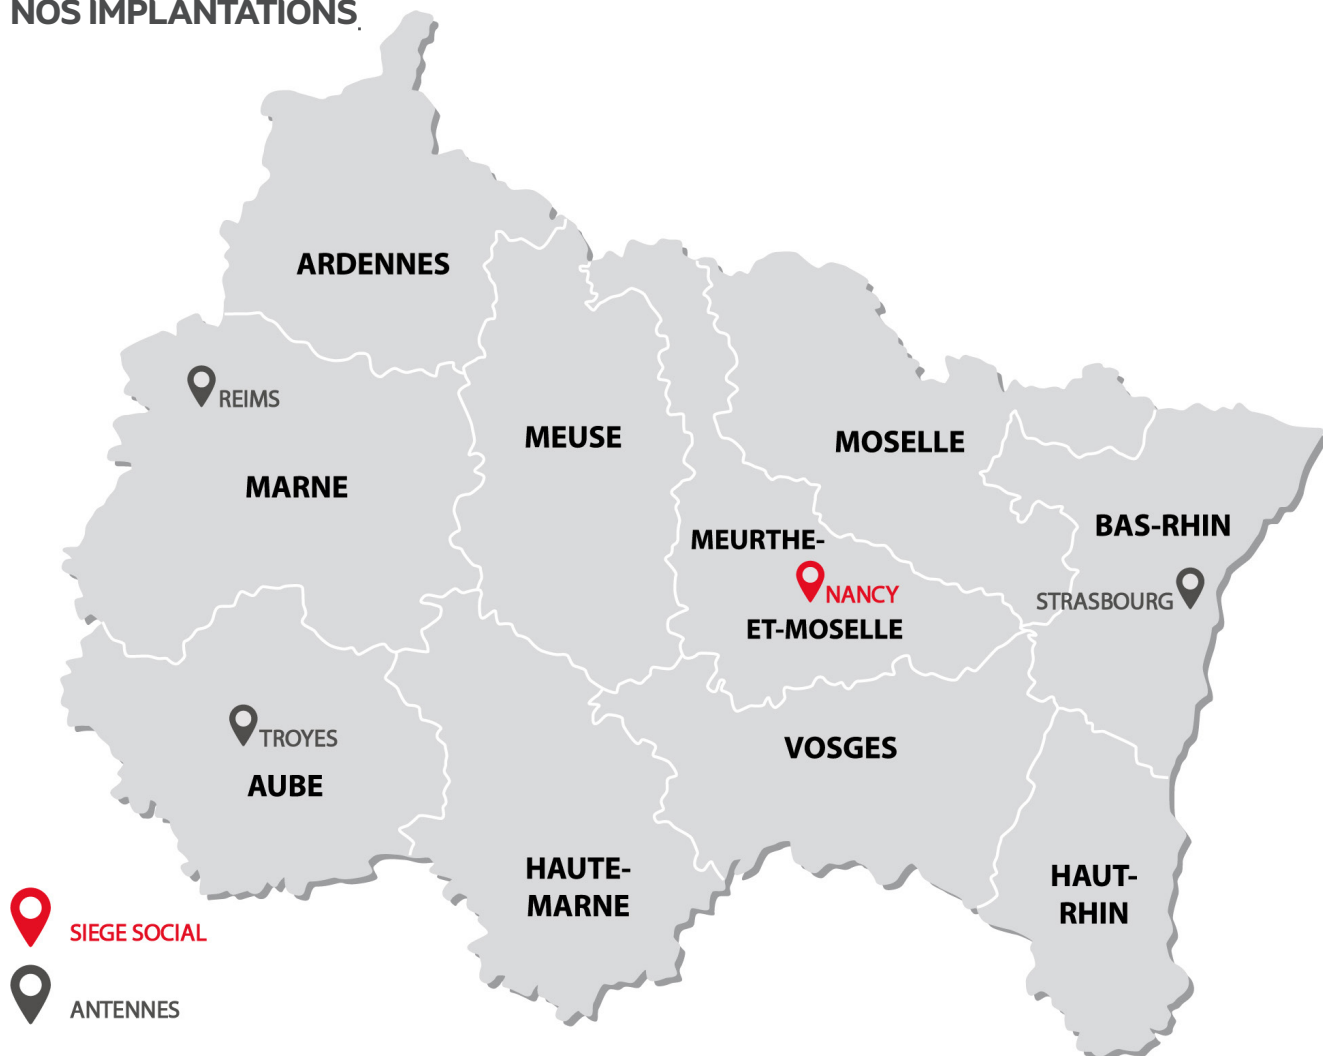 NOS IMPLANTATIONS
ARDENNES
REIMS
MEUSE
MOSELLE
MARNE
BAS-RHIN
MEURTHE-
NANCY
STRASBOURG
ET-MOSELLE
TROYES
VOSGES
AUBE
HAUTE-
MARNE
HAUT-
RHIN
SIEGE SOCIAL
ANTENNES